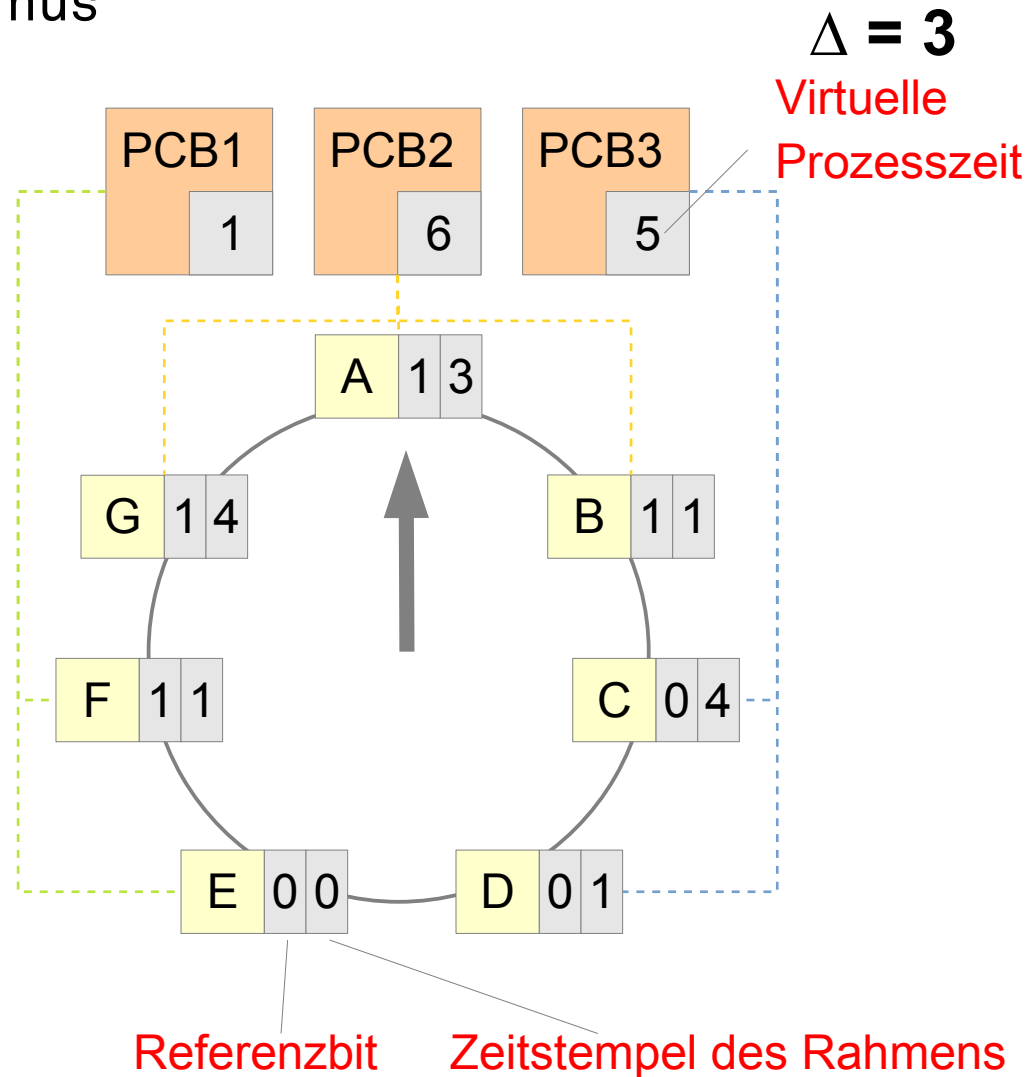 nus
Δ = 3
Virtuelle
Prozesszeit
PCB1
PCB2
PCB3
1
6
5
A 1 3
G 1 4
B 1 1
F 1 1
C 0 4
E 0 0
D 0 1
Referenzbit
Zeitstempel des Rahmens